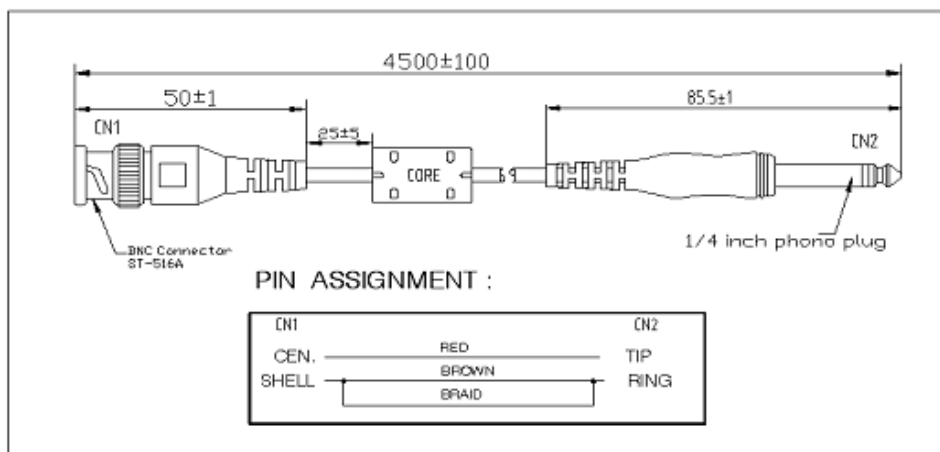 4500±100
50±1
85.5±1
CN1
25±5
CN2
CORE
BNC Connector
ST-516A
1/4 inch phono plug
PIN ASSIGNMENT :
CN1 CN2
CEN. RED TIP
SHELL BROWN RING
BRAID